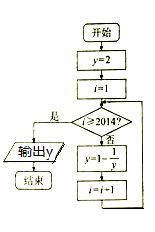 开始
y=2
i=1
i≥2014?
是
否
输出y
y=1-1/y
结束
i=i+1